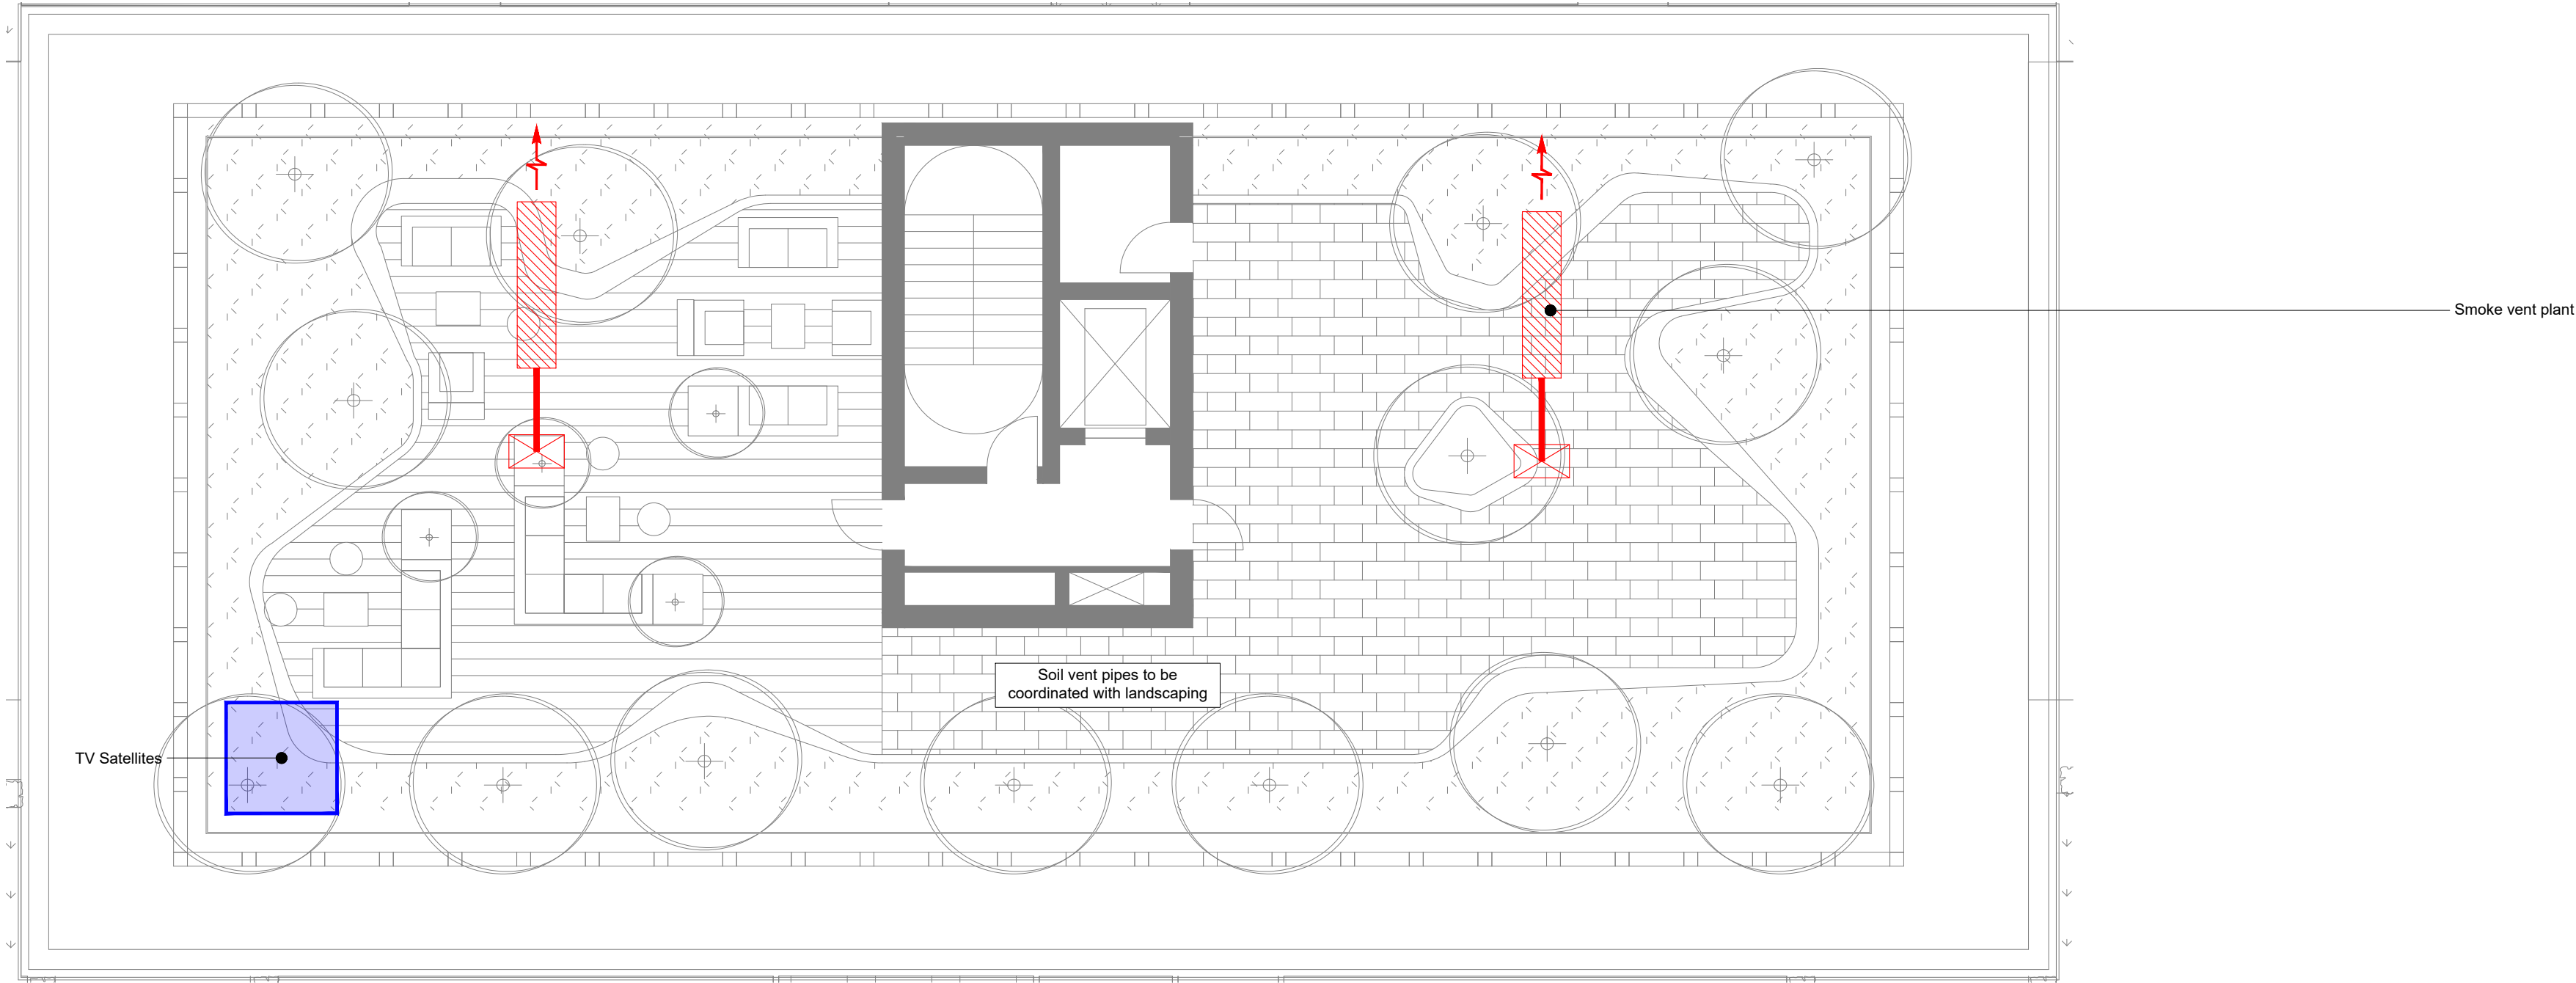 Smoke vent plant
Soil vent pipes to be
coordinated with landscaping
TV Satellites